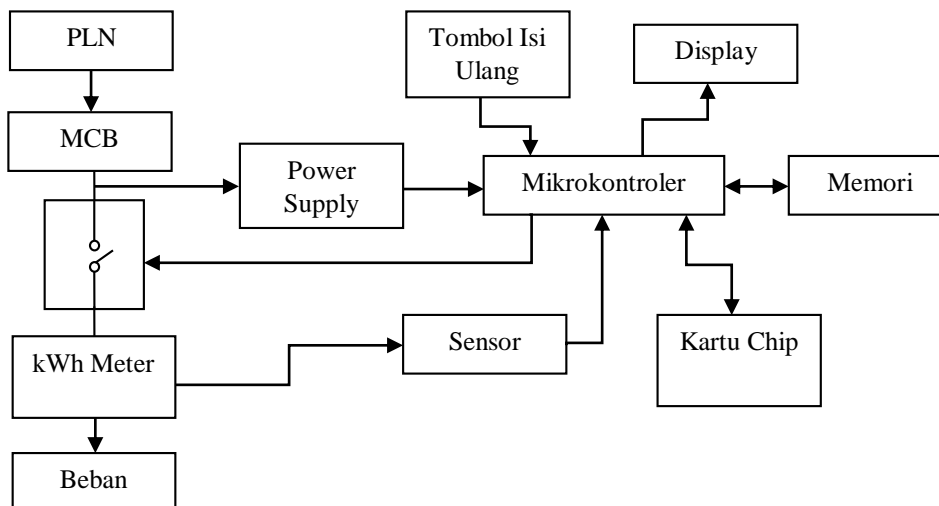 PLN
Tombol Isi
Ulang
Display
MCB
Power
Supply
Mikrokontroler
Memori
kWh Meter
Sensor
Kartu Chip
Beban